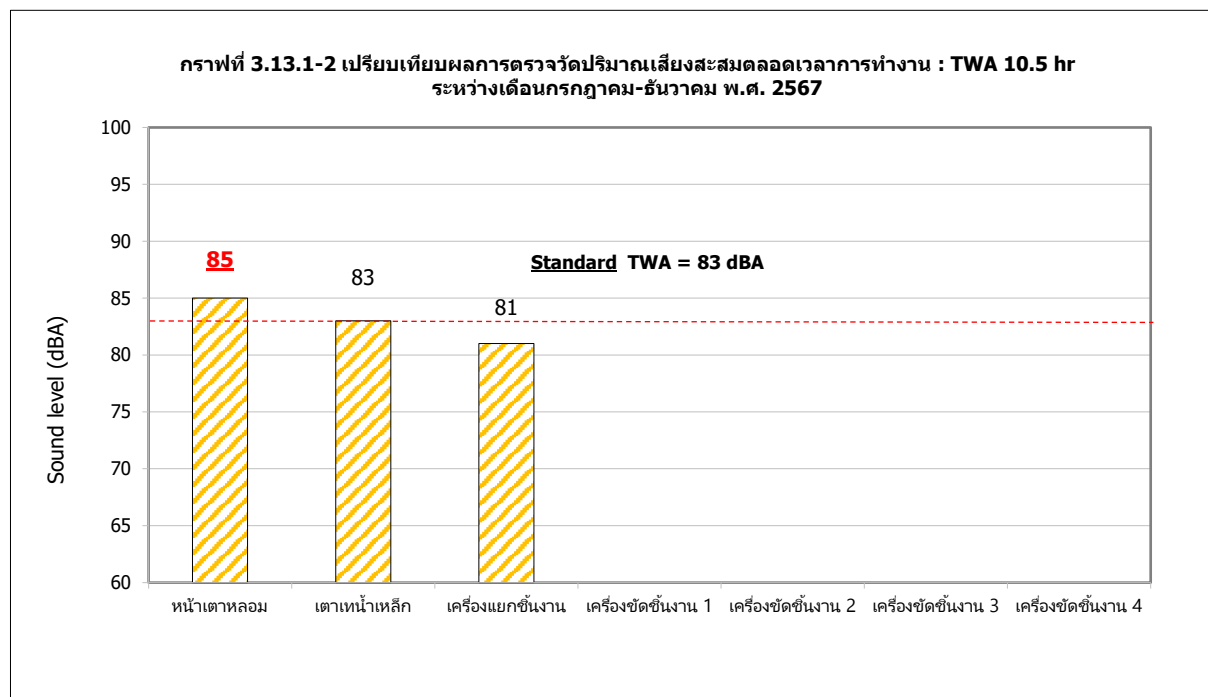 กราฟที่ 3.13.1-2 เปรียบเทียบผลการตรวจวัดปริมาณเสียงสะสมตลอดเวลาการทำงาน : TWA 10.5 hr
ระหว่างเดือนกรกฎาคม-ธันวาคม พ.ศ. 2567
Sound level (dBA)
100
95
90
85
80
75
70
65
60
85
83
81
Standard TWA = 83 dBA
หน้าเตาหลอม
เตาเทน้ำเหล็ก
เครื่องแยกชิ้นงาน
เครื่องขัดชิ้นงาน 1
เครื่องขัดชิ้นงาน 2
เครื่องขัดชิ้นงาน 3
เครื่องขัดชิ้นงาน 4